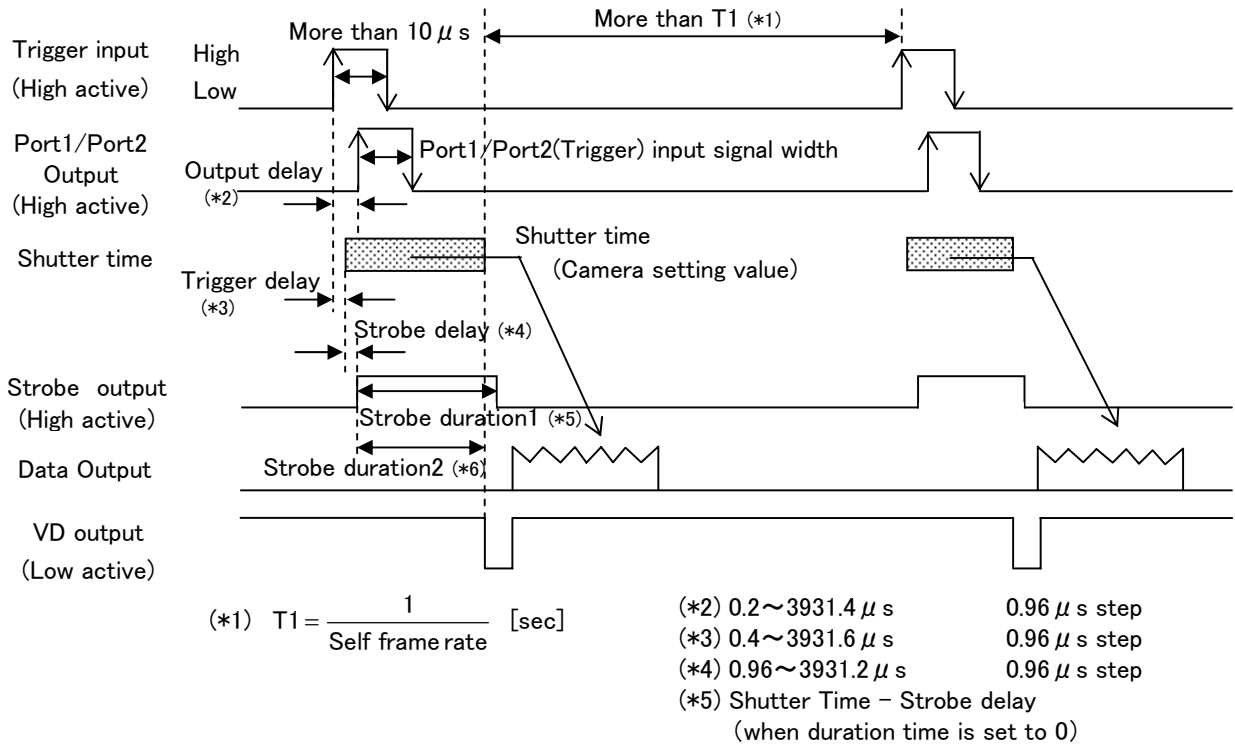 More than T1 (*1)
More than 10 μ s
Trigger input
(High active)
High
Low
Port1/Port2
Output
(High active)
Output delay
(*2)
Port1/Port2(Trigger) input signal width
Shutter time
Shutter time
(Camera setting value)
Trigger delay
(*3)
Strobe delay (*4)
Strobe output
(High active)
Strobe duration1 (*5)
Data Output
Strobe duration2 (*6)
VD output
(Low active)
(*1) T1 = 1 / Self frame rate [sec]
(*2) 0.2～3931.4 μ s 0.96 μ s step
(*3) 0.4～3931.6 μ s 0.96 μ s step
(*4) 0.96～3931.2 μ s 0.96 μ s step
(*5) Shutter Time - Strobe delay
(when duration time is set to 0)